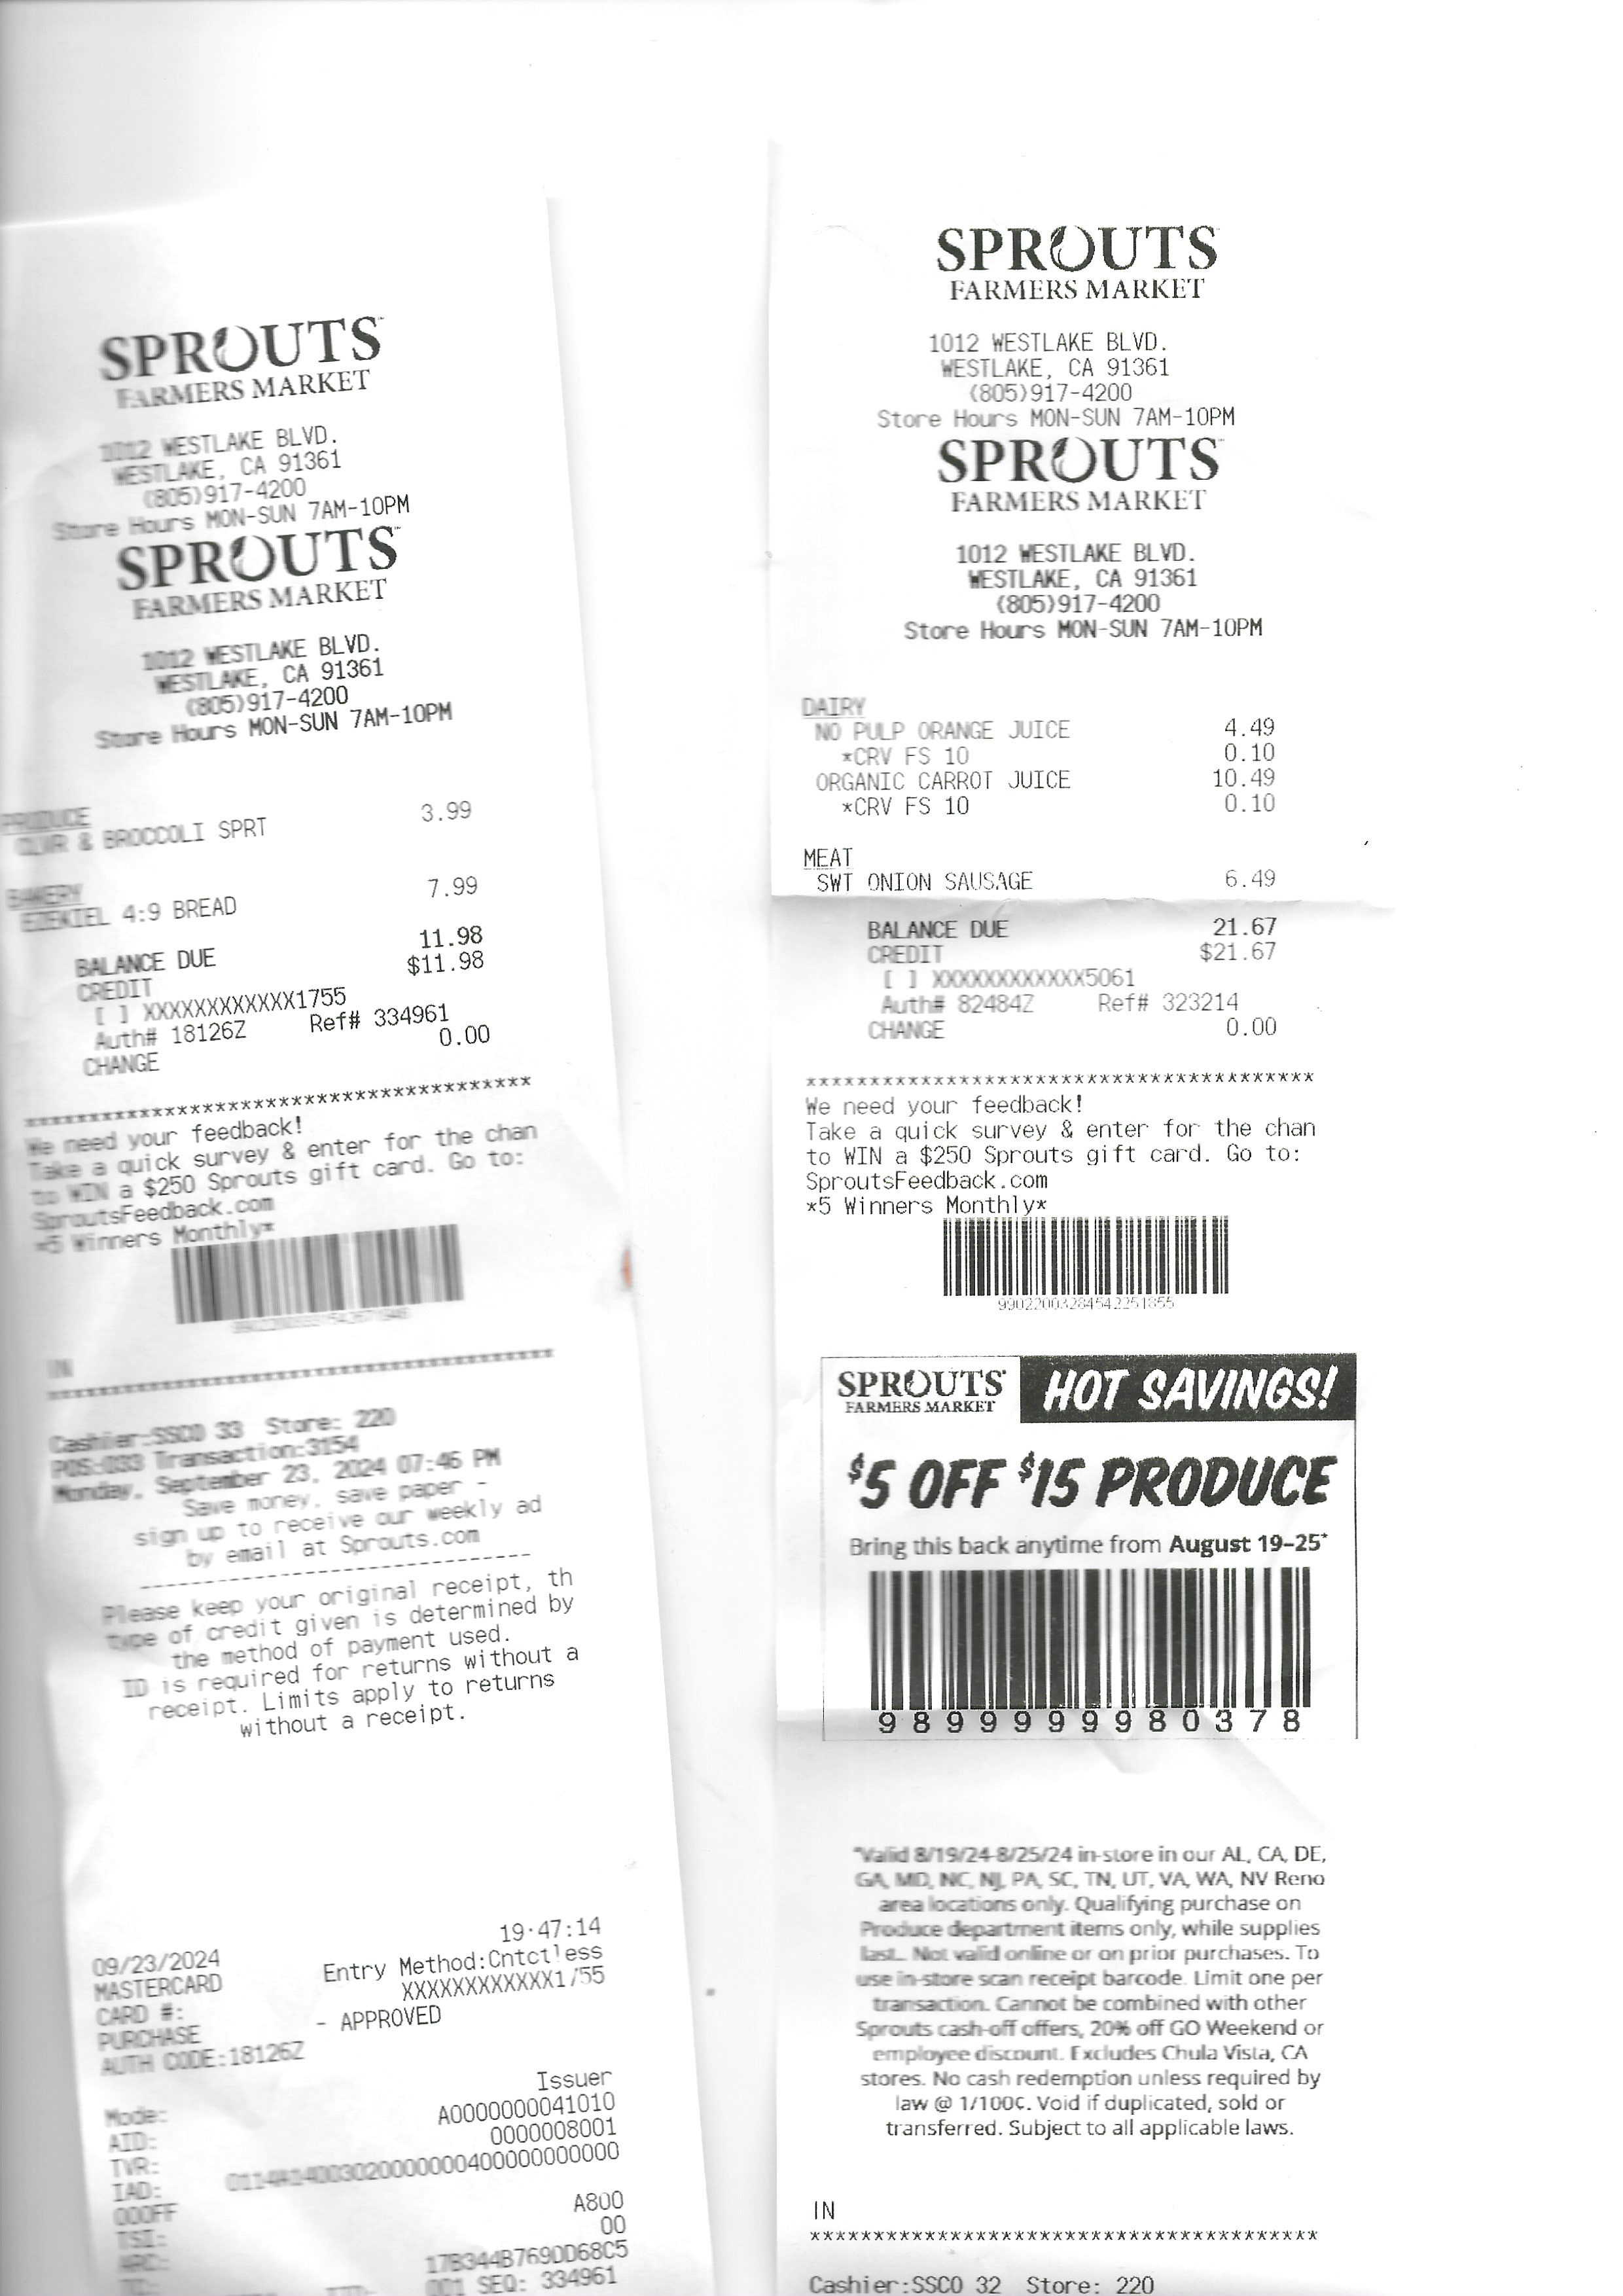 SPROUTS
FARMERS MARKET
1012 WESTLAKE BLVD.
WESTLAKE, CA 91361
(805)917-4200
Store Hours MON-SUN 7AM-10PM
SPROUTS
FARMERS MARKET
1012 WESTLAKE BLVD.
WESTLAKE, CA 91361
(805)917-4200
Store Hours MON-SUN 7AM-10PM
PRODUCE
CLVR & BROCCOLI SPRT 3.99
BAKERY
EZEKIEL 4:9 BREAD 7.99
BALANCE DUE 11.98
CREDIT $11.98
[ ] XXXXXXXXXXXX1755
Auth# 18126Z Ref# 334961
CHANGE 0.00
****************************************
We need your feedback!
Take a quick survey & enter for the chan
to WIN a $250 Sprouts gift card. Go to:
SproutsFeedback.com
*5 Winners Monthly*
IN
****************************************
Cashier:SSCO 33 Store: 220
POS:033 Transaction:3154
Monday, September 23, 2024 07:46 PM
Save money, save paper -
sign up to receive our weekly ad
by email at Sprouts.com
-------------------------------
Please keep your original receipt, th
type of credit given is determined by
the method of payment used.
ID is required for returns without a
receipt. Limits apply to returns
without a receipt.
09/23/2024 19:47:14
MASTERCARD Entry Method:Cntctless
CARD #: XXXXXXXXXXXX1755
PURCHASE - APPROVED
AUTH CODE:18126Z
Mode: Issuer
AID: A0000000041010
TVR: 0000008001
IAD:
000FF
TSI: A800
ARC: 00
TC: 17B344B769DD68C5
001 SEQ: 334961
SPROUTS
FARMERS MARKET
1012 WESTLAKE BLVD.
WESTLAKE, CA 91361
(805)917-4200
Store Hours MON-SUN 7AM-10PM
SPROUTS
FARMERS MARKET
1012 WESTLAKE BLVD.
WESTLAKE, CA 91361
(805)917-4200
Store Hours MON-SUN 7AM-10PM
DAIRY
NO PULP ORANGE JUICE 4.49
*CRV FS 10 0.10
ORGANIC CARROT JUICE 10.49
*CRV FS 10 0.10
MEAT
SWT ONION SAUSAGE 6.49
BALANCE DUE 21.67
CREDIT $21.67
[ ] XXXXXXXXXXXX5061
Auth# 82484Z Ref# 323214
CHANGE 0.00
****************************************
We need your feedback!
Take a quick survey & enter for the chan
to WIN a $250 Sprouts gift card. Go to:
SproutsFeedback.com
*5 Winners Monthly*
99022003284542251855
SPROUTS
FARMERS MARKET
HOT SAVINGS!
$5 OFF $15 PRODUCE
Bring this back anytime from August 19-25*
989999980378
*Valid 8/19/24-8/25/24 in-store in our AL, CA, DE,
GA, MD, NC, NJ, PA, SC, TN, UT, VA, WA, NV Reno
area locations only. Qualifying purchase on
Produce department items only, while supplies
last. Not valid online or on prior purchases. To
use in-store scan receipt barcode. Limit one per
transaction. Cannot be combined with other
Sprouts cash-off offers, 20% off GO Weekend or
employee discount. Excludes Chula Vista, CA
stores. No cash redemption unless required by
law @ 1/100¢. Void if duplicated, sold or
transferred. Subject to all applicable laws.
IN
****************************************
Cashier:SSCO 32 Store: 220